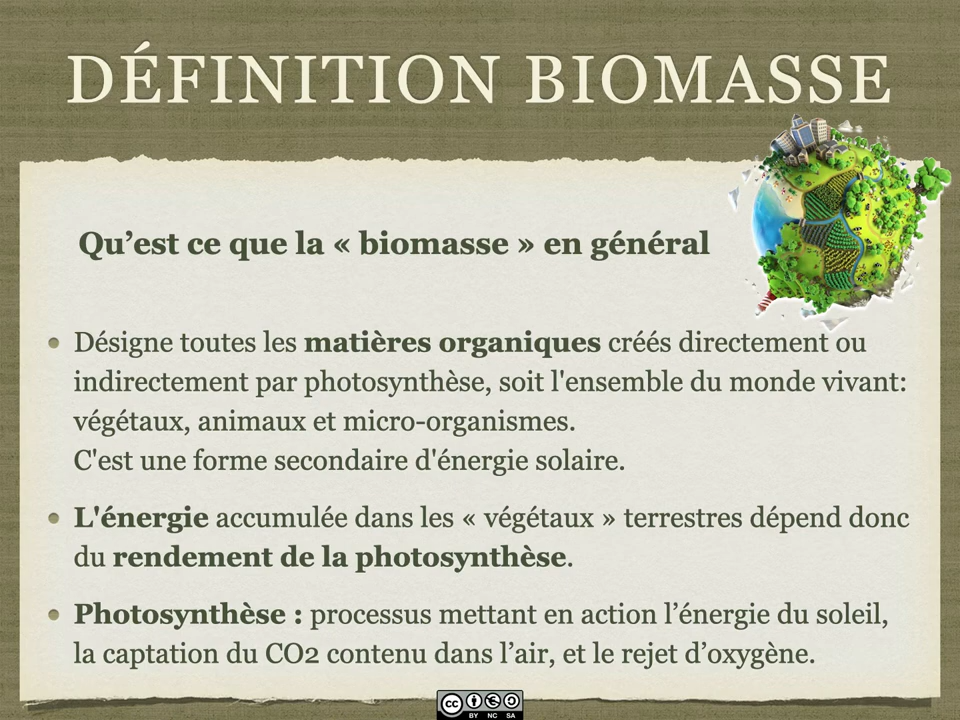 DÉFINITION BIOMASSE
Qu’est ce que la « biomasse » en général
Désigne toutes les matières organiques créés directement ou
indirectement par photosynthèse, soit l'ensemble du monde vivant:
végétaux, animaux et micro-organismes.
C'est une forme secondaire d'énergie solaire.
L'énergie accumulée dans les « végétaux » terrestres dépend donc
du rendement de la photosynthèse.
Photosynthèse : processus mettant en action l’énergie du soleil,
la captation du CO2 contenu dans l’air, et le rejet d’oxygène.
cc
BY NC SA